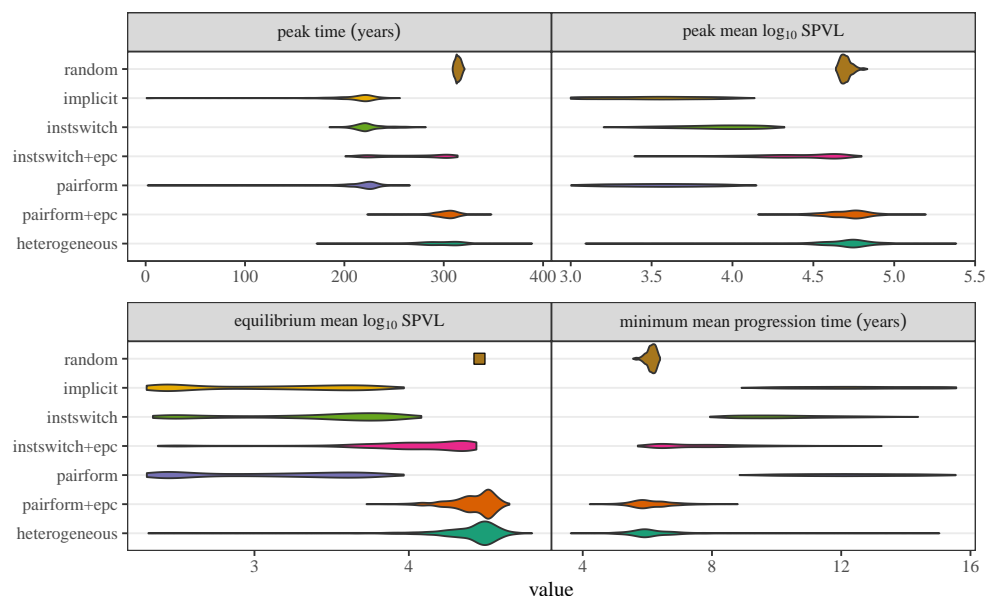 peak time (years) peak mean log₁₀ SPVL
random
implicit
instswitch
instswitch+epc
pairform
pairform+epc
heterogeneous
0 100 200 300 400 3.0 3.5 4.0 4.5 5.0 5.5
equilibrium mean log₁₀ SPVL minimum mean progression time (years)
random
implicit
instswitch
instswitch+epc
pairform
pairform+epc
heterogeneous
3 4 4 8 12 16
value